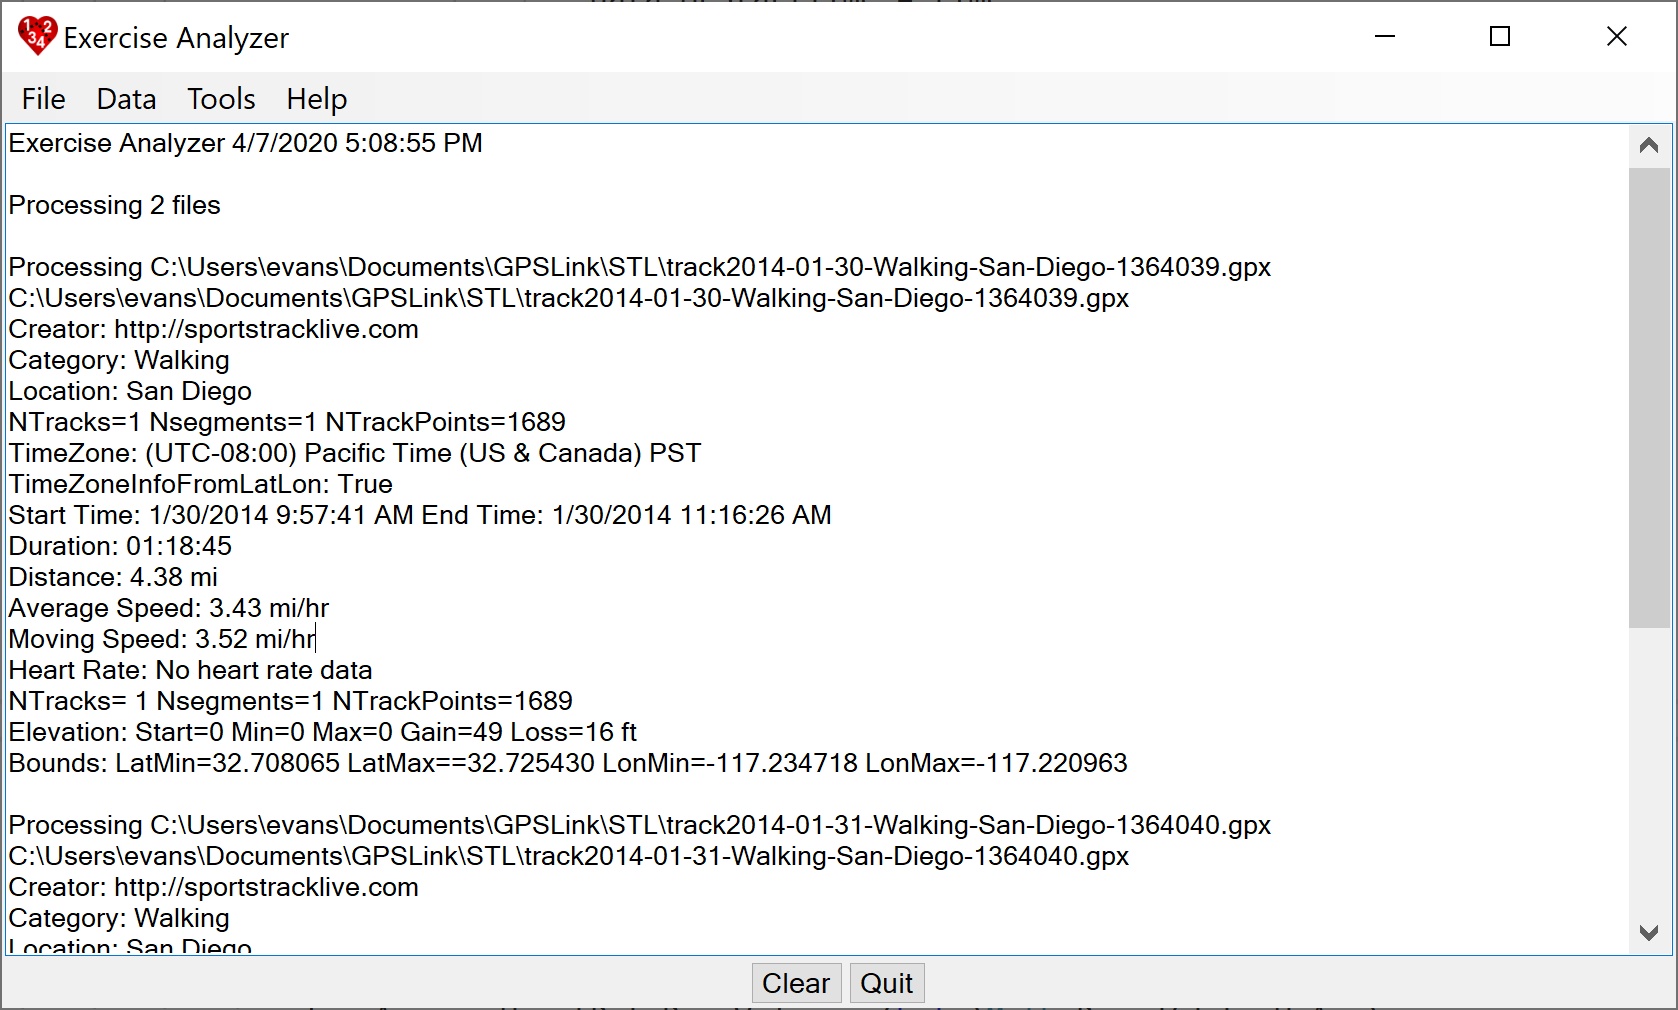 1 2
34
Exercise Analyzer
File Data Tools Help
Exercise Analyzer 4/7/2020 5:08:55 PM
Processing 2 files
Processing C:\Users\evans\Documents\GPSLink\STL\track2014-01-30-Walking-San-Diego-1364039.gpx
C:\Users\evans\Documents\GPSLink\STL\track2014-01-30-Walking-San-Diego-1364039.gpx
Creator: http://sportstracklive.com
Category: Walking
Location: San Diego
NTracks=1 Nsegments=1 NTrackPoints=1689
TimeZone: (UTC-08:00) Pacific Time (US & Canada) PST
TimeZoneInfoFromLatLon: True
Start Time: 1/30/2014 9:57:41 AM End Time: 1/30/2014 11:16:26 AM
Duration: 01:18:45
Distance: 4.38 mi
Average Speed: 3.43 mi/hr
Moving Speed: 3.52 mi/hr
Heart Rate: No heart rate data
NTracks= 1 Nsegments=1 NTrackPoints=1689
Elevation: Start=0 Min=0 Max=0 Gain=49 Loss=16 ft
Bounds: LatMin=32.708065 LatMax==32.725430 LonMin=-117.234718 LonMax=-117.220963
Processing C:\Users\evans\Documents\GPSLink\STL\track2014-01-31-Walking-San-Diego-1364040.gpx
C:\Users\evans\Documents\GPSLink\STL\track2014-01-31-Walking-San-Diego-1364040.gpx
Creator: http://sportstracklive.com
Category: Walking
Location: San Diego
Clear Quit